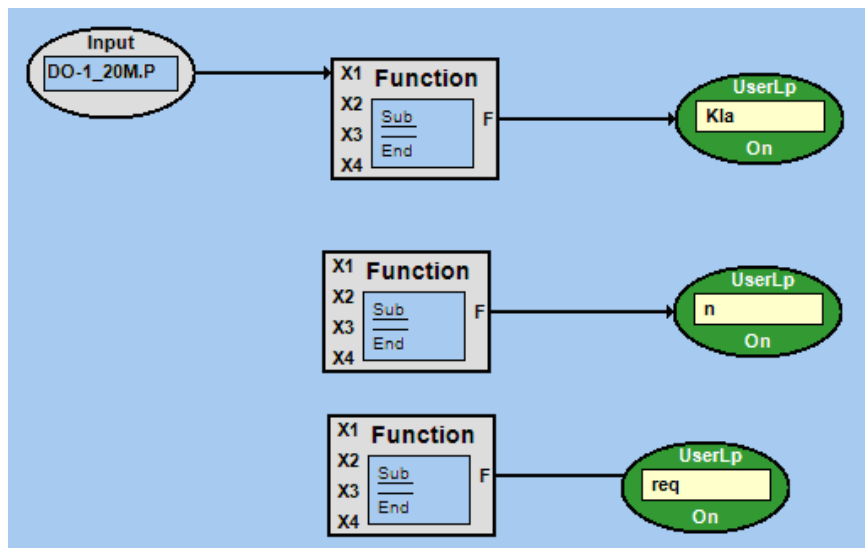 Input
DO-1_20M.P
X1 Function
X2
Sub
F
X3
End
X4
UserLp
Kla
On
X1 Function
X2
Sub
F
X3
End
X4
UserLp
n
On
X1 Function
X2
Sub
F
X3
End
X4
UserLp
req
On